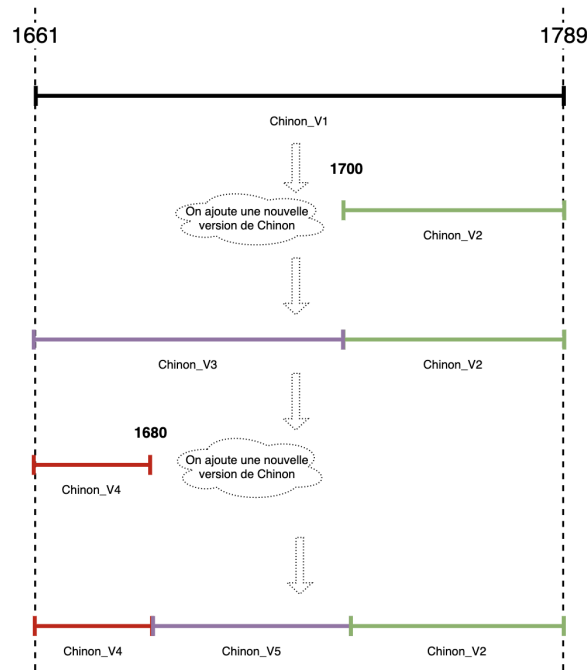 1661
1789
Chinon_V1
1700
On ajoute une nouvelle
version de Chinon
Chinon_V2
Chinon_V3
Chinon_V2
1680
On ajoute une nouvelle
version de Chinon
Chinon_V4
Chinon_V4
Chinon_V5
Chinon_V2